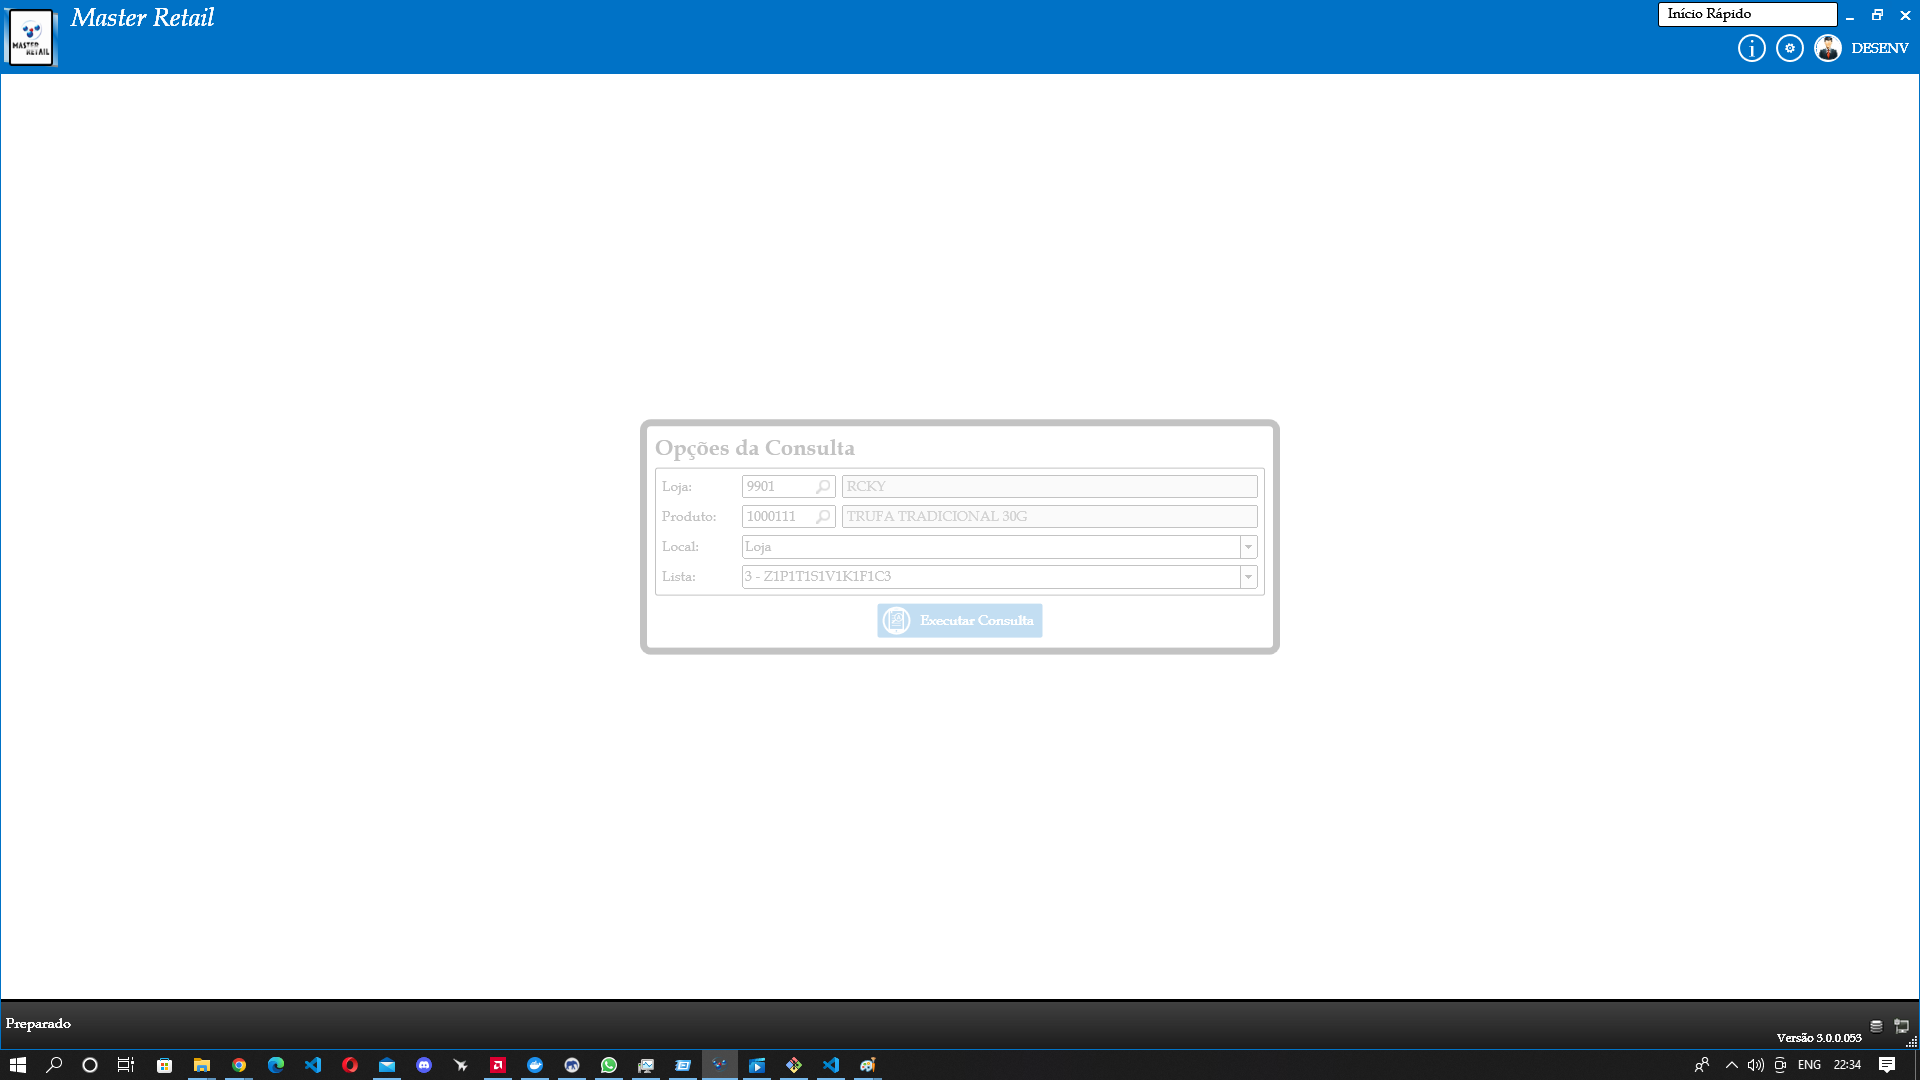 Master Retail
MASTER
RETAIL
Início Rápido
DESENV
Opções da Consulta
Loja: 9901 RCKY
Produto: 1000111 TRUFA TRADICIONAL 30G
Local: Loja
Lista: 3 - Z1P1T1S1V1K1F1C3
Executar Consulta
Preparado
Versão 3.0.0.053
ENG 22:34